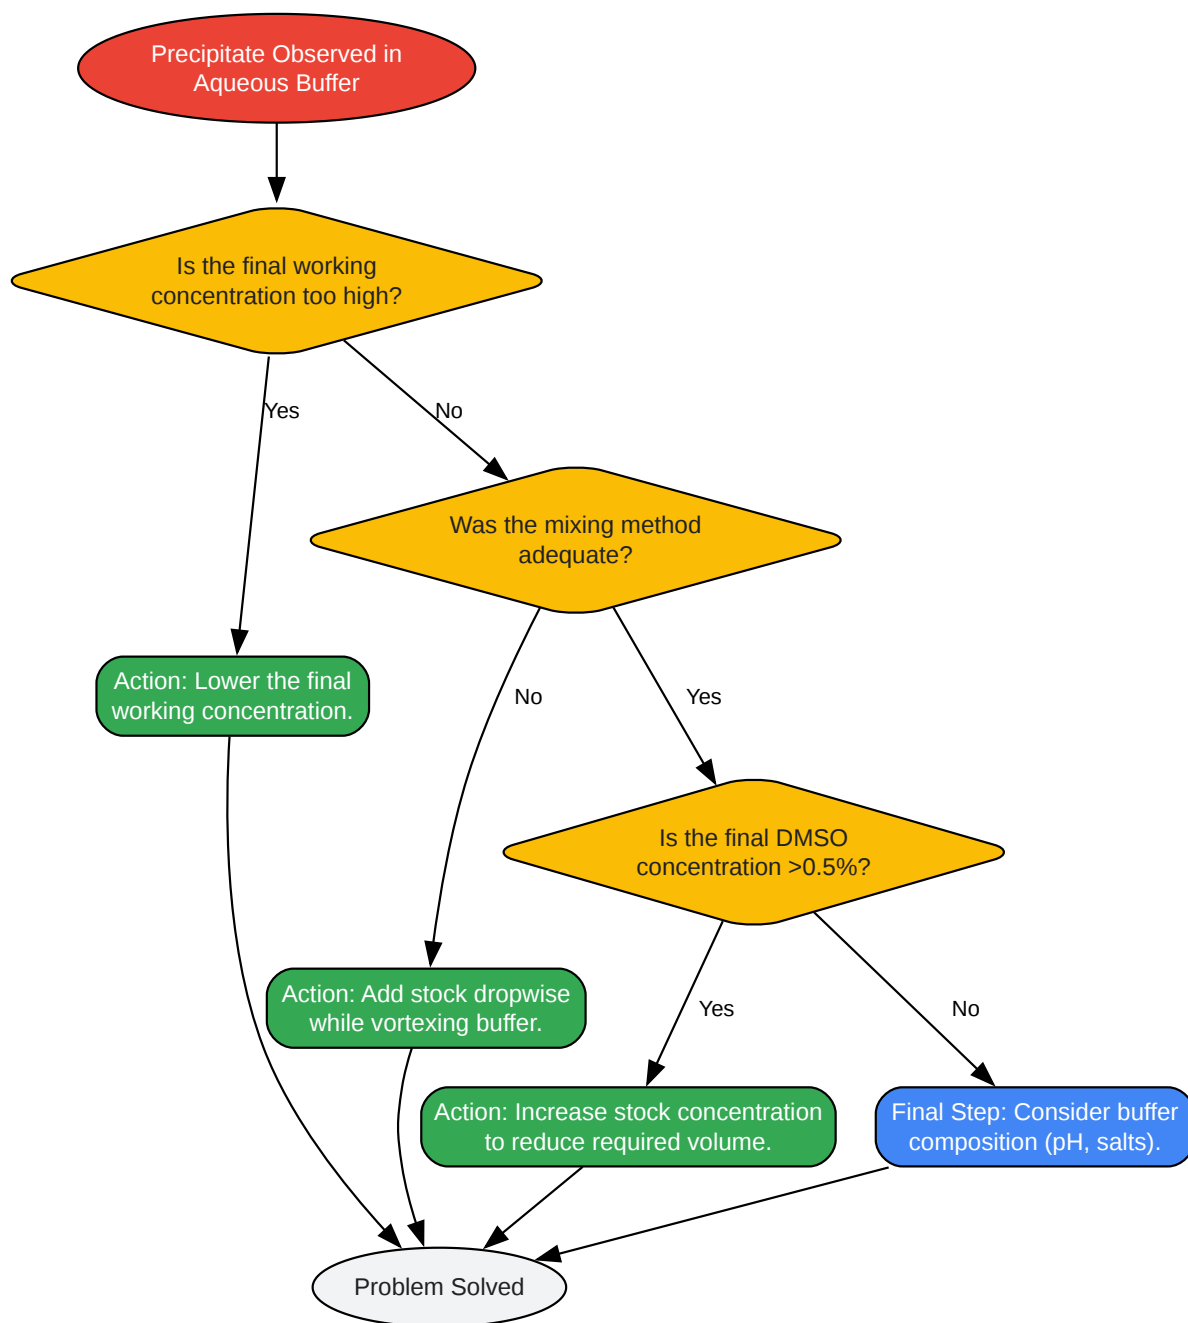 Precipitate Observed in
Aqueous Buffer
Is the final working
concentration too high?
Yes
No
Was the mixing method
adequate?
Action: Lower the final
working concentration.
No
Yes
Is the final DMSO
concentration >0.5%?
Action: Add stock dropwise
while vortexing buffer.
Yes
No
Action: Increase stock concentration
to reduce required volume.
Final Step: Consider buffer
composition (pH, salts).
Problem Solved